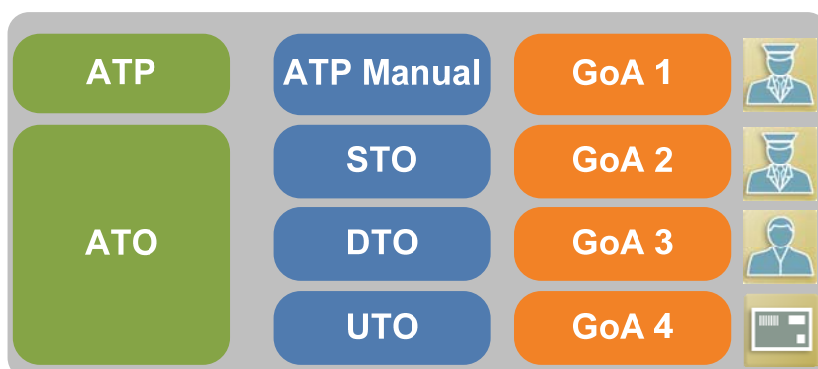 ATP
ATP Manual
GoA 1
ATO
STO
GoA 2
DTO
GoA 3
UTO
GoA 4